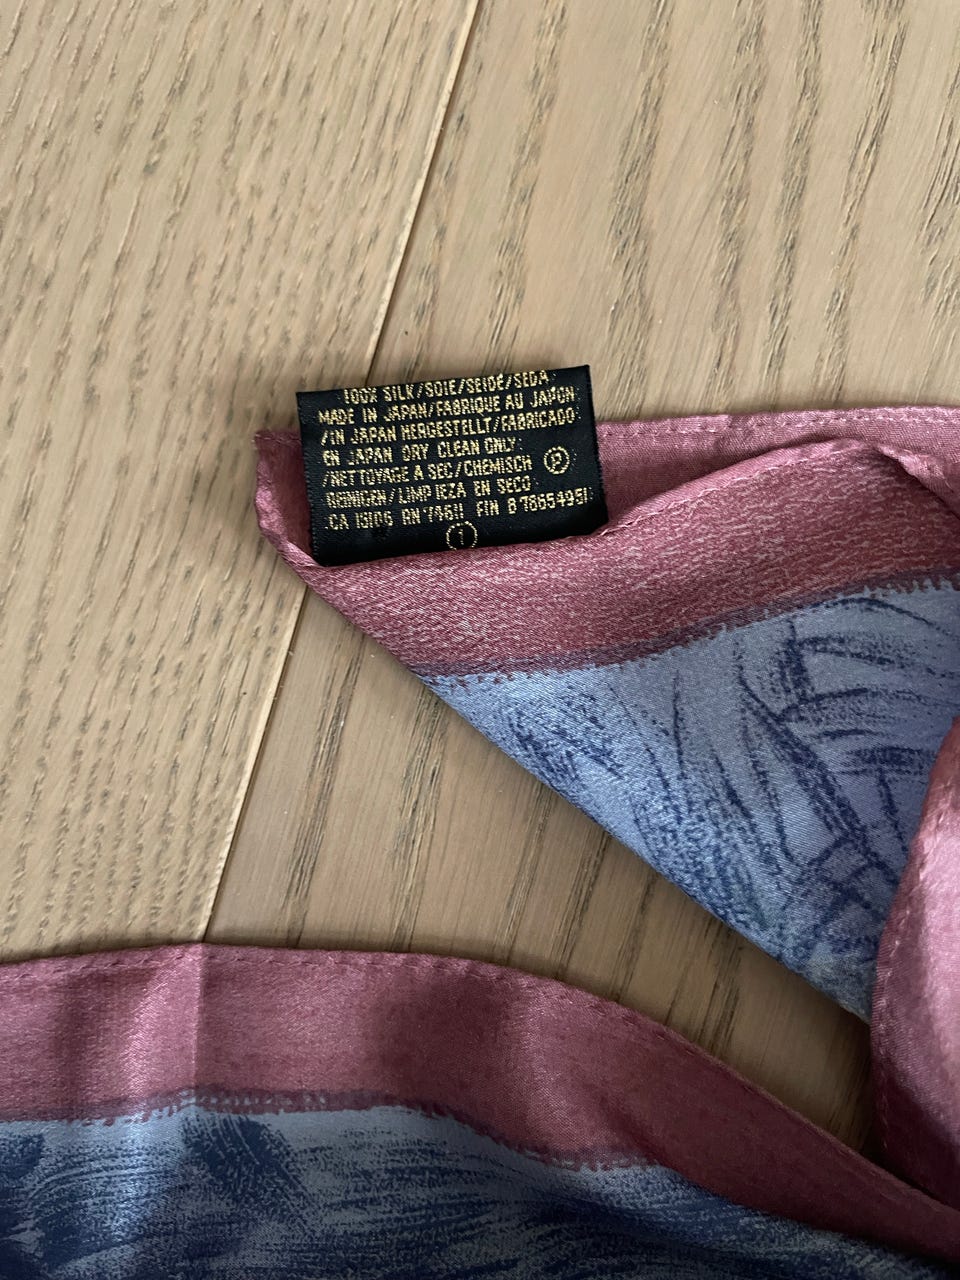 100% SILK/SOIE/SEIDE/SEDA
MADE IN JAPAN/FABRIQUE AU JAPON
/IN JAPAN HERGESTELLT/FABRICADO
EN JAPAN DRY CLEAN ONLY
/NETTOYAGE A SEC/CHEMISCH Ⓟ
REINIGEN/LIMPIEZA EN SECO
CA 15106 RN 74611 FIN B 78654951
1